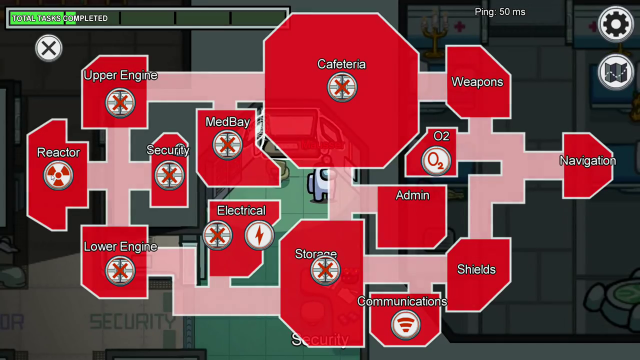 TOTAL TASKS COMPLETED
Ping: 50 ms
Cafeteria
Upper Engine
Weapons
MedBay
O2
O2
Security
Reactor
Navigation
Admin
Electrical
Lower Engine
Storage
Shields
Communications
SECURITY
Security